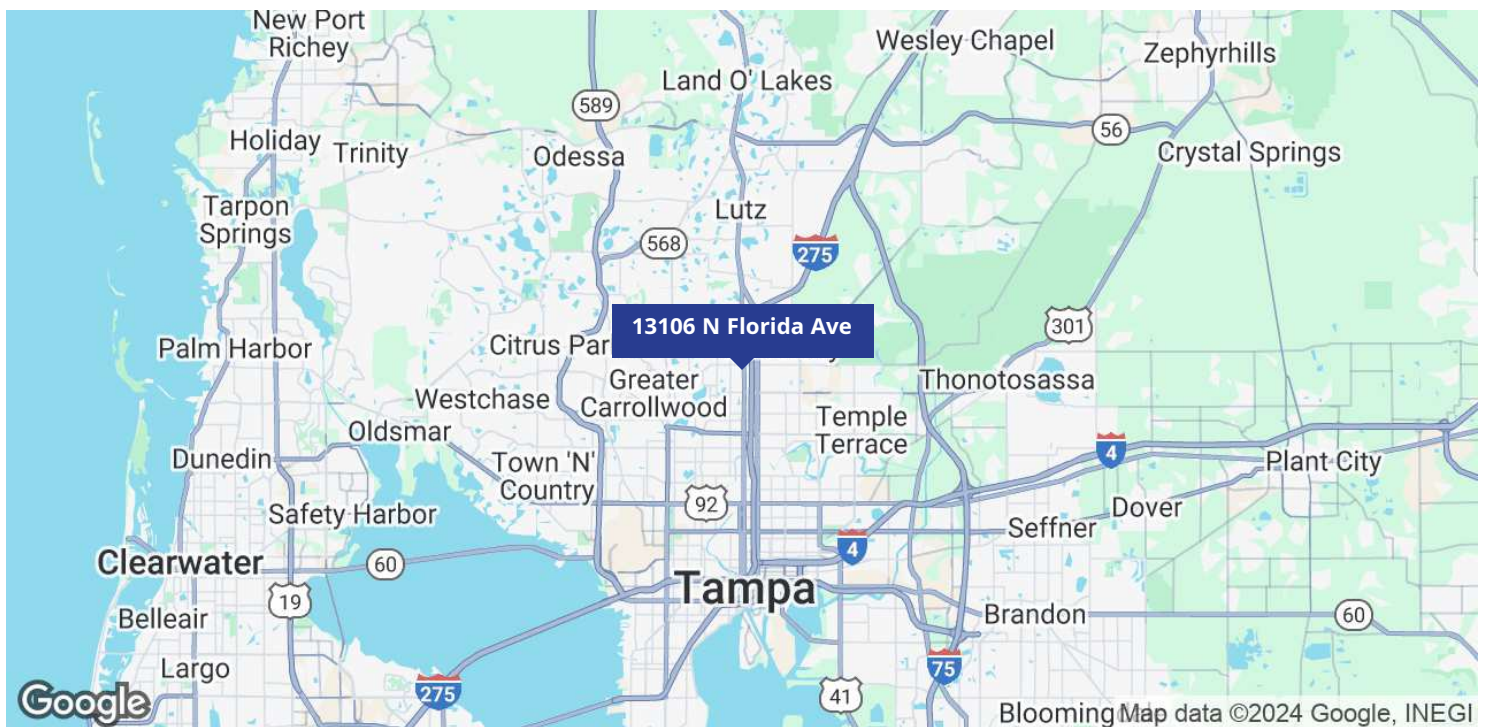 New Port
Richey
Wesley Chapel
Zephyrhills
Land O' Lakes
589
56
Holiday
Trinity
Odessa
Crystal Springs
Tarpon
Springs
Lutz
568
275
13106 N Florida Ave
301
Citrus Par
Palm Harbor
Greater
Carrollwood
Thonotosassa
Westchase
Temple
Terrace
Oldsmar
Dunedin
Town 'N'
Country
4
Plant City
92
Safety Harbor
Dover
Seffner
4
Clearwater
60
Tampa
19
Belleair
Brandon
60
Largo
75
275
41
Google
Blooming
Map data ©2024 Google, INEGI